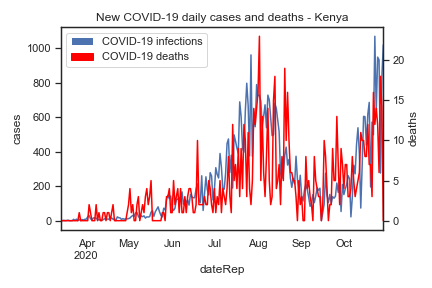 New COVID-19 daily cases and deaths - Kenya
COVID-19 infections
COVID-19 deaths
1000
800
600
400
200
0
cases
20
15
10
5
0
deaths
Apr
2020
May
Jun
Jul
Aug
Sep
Oct
dateRep